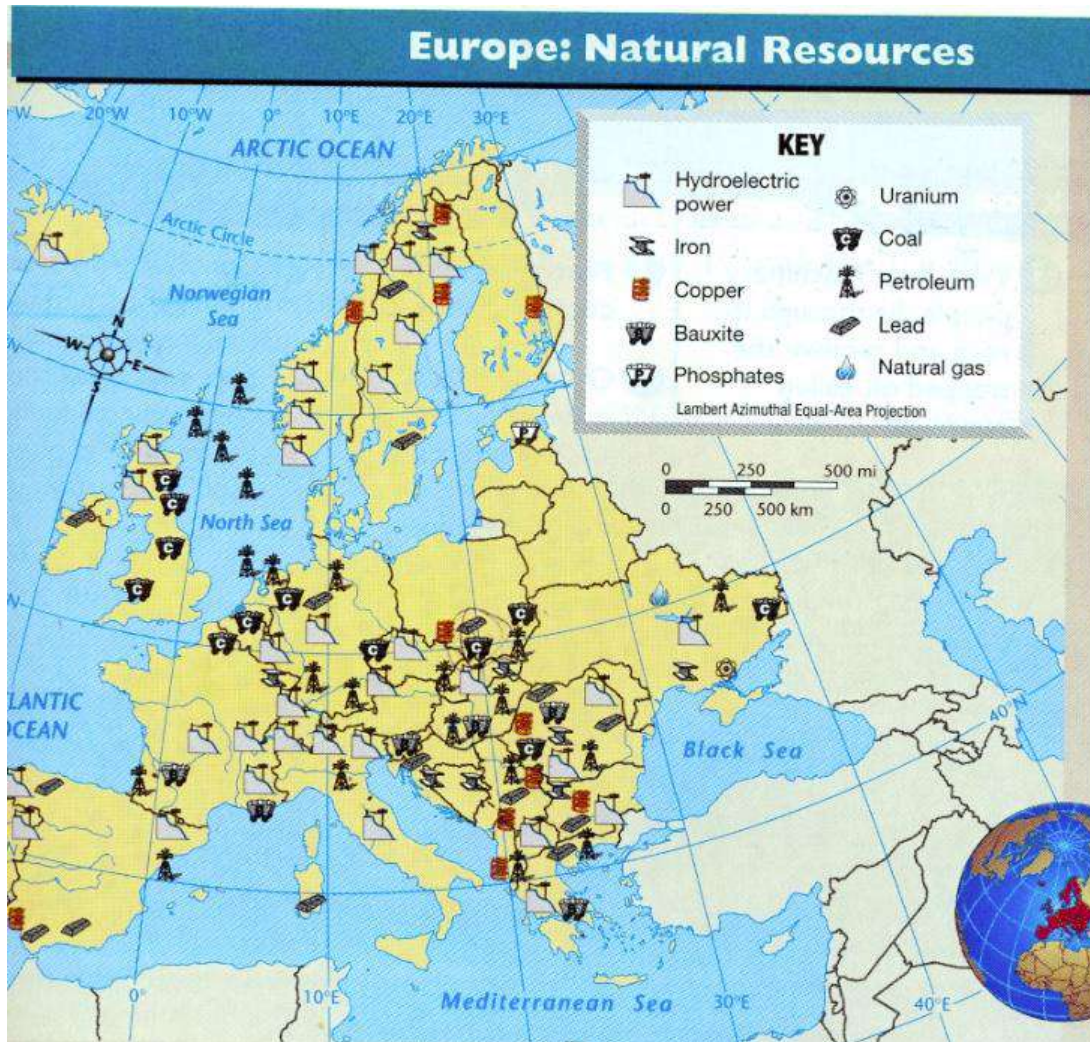 Europe: Natural Resources
20°W
10°W
0°
10°E
20°E
30°E
ARCTIC OCEAN
KEY
Hydroelectric
power
Uranium
Iron
Coal
Copper
Petroleum
Bauxite
Lead
Phosphates
Natural gas
Lambert Azimuthal Equal-Area Projection
Arctic Circle
Norwegian
Sea
N
W
E
S
0 250 500 mi
0 250 500 km
North Sea
ATLANTIC
OCEAN
Black Sea
40°N
Mediterranean Sea
0°
10°E
30°E
40°E